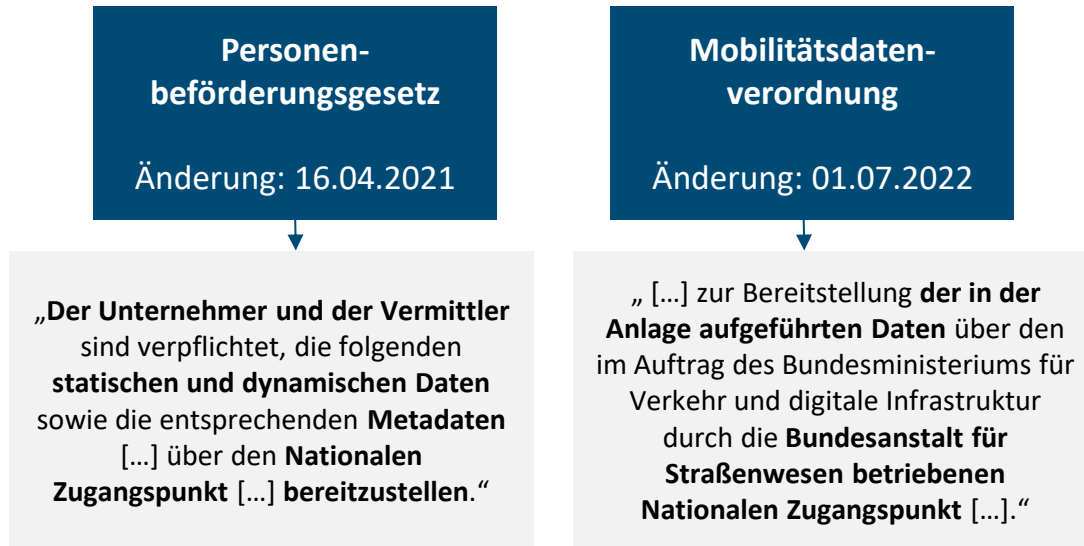 Personen-
beförderungsgesetz
Änderung: 16.04.2021
„Der Unternehmer und der Vermittler
sind verpflichtet, die folgenden
statischen und dynamischen Daten
sowie die entsprechenden Metadaten
[…] über den Nationalen
Zugangspunkt […] bereitzustellen.“
Mobilitätsdaten-
verordnung
Änderung: 01.07.2022
„ […] zur Bereitstellung der in der
Anlage aufgeführten Daten über den
im Auftrag des Bundesministeriums für
Verkehr und digitale Infrastruktur
durch die Bundesanstalt für
Straßenwesen betriebenen
Nationalen Zugangspunkt […].“